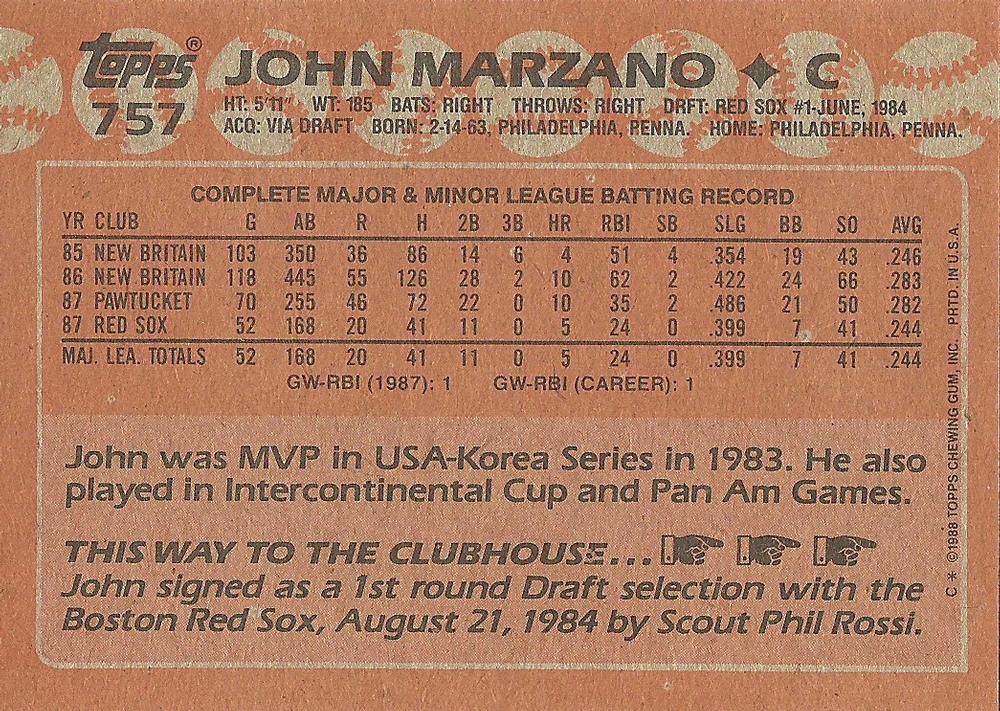 topps® JOHN MARZANO ♦ C
757 HT: 5'11" WT: 185 BATS: RIGHT THROWS: RIGHT DRFT: RED SOX #1-JUNE, 1984
ACQ: VIA DRAFT BORN: 2-14-63, PHILADELPHIA, PENNA. HOME: PHILADELPHIA, PENNA.
COMPLETE MAJOR & MINOR LEAGUE BATTING RECORD
YR CLUB G AB R H 2B 3B HR RBI SB SLG BB SO AVG
85 NEW BRITAIN 103 350 36 86 14 6 4 51 4 .354 19 43 .246
86 NEW BRITAIN 118 445 55 126 28 2 10 62 2 .422 24 66 .283
87 PAWTUCKET 70 255 46 72 22 0 10 35 2 .486 21 50 .282
87 RED SOX 52 168 20 41 11 0 5 24 0 .399 7 41 .244
MAJ. LEA. TOTALS 52 168 20 41 11 0 5 24 0 .399 7 41 .244
GW-RBI (1987): 1 GW-RBI (CAREER): 1
John was MVP in USA-Korea Series in 1983. He also
played in Intercontinental Cup and Pan Am Games.
THIS WAY TO THE CLUBHOUSE...
John signed as a 1st round Draft selection with the
Boston Red Sox, August 21, 1984 by Scout Phil Rossi.
C * ©1988 TOPPS CHEWING GUM, INC. PRTD. IN U.S.A.